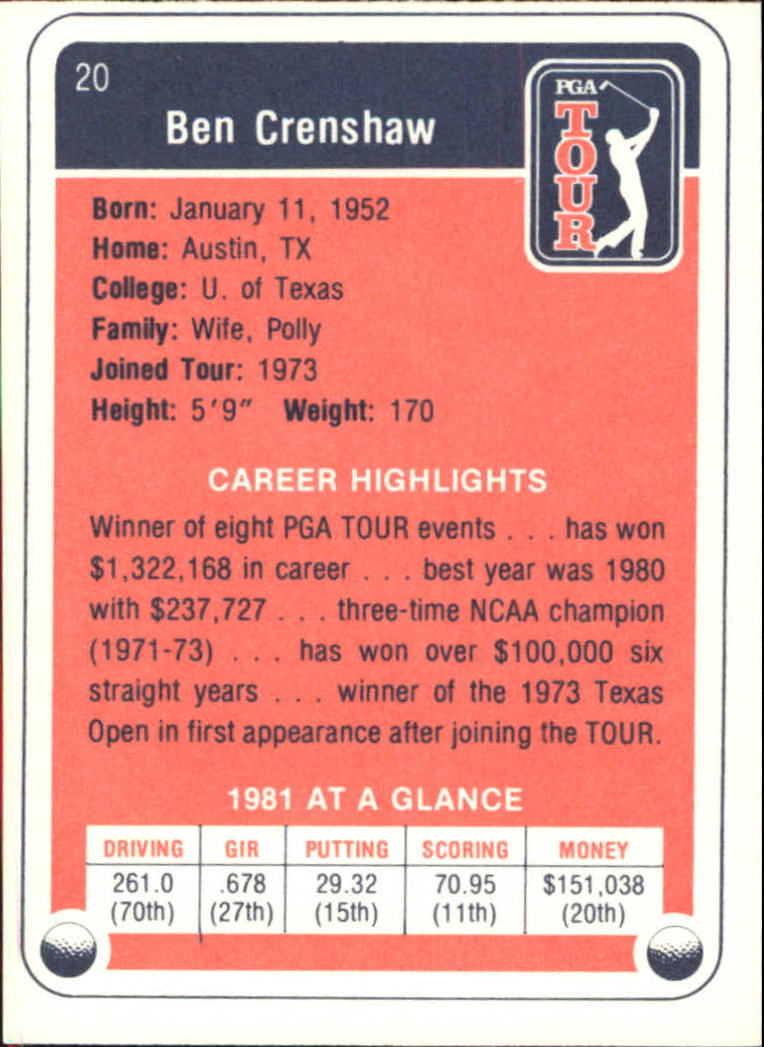 20
Ben Crenshaw
PGA
TOUR
Born: January 11, 1952
Home: Austin, TX
College: U. of Texas
Family: Wife, Polly
Joined Tour: 1973
Height: 5'9" Weight: 170
CAREER HIGHLIGHTS
Winner of eight PGA TOUR events . . . has won
$1,322,168 in career . . . best year was 1980
with $237,727 . . . three-time NCAA champion
(1971-73) . . . has won over $100,000 six
straight years . . . winner of the 1973 Texas
Open in first appearance after joining the TOUR.
1981 AT A GLANCE
DRIVING GIR PUTTING SCORING MONEY
261.0 .678 29.32 70.95 $151,038
(70th) (27th) (15th) (11th) (20th)